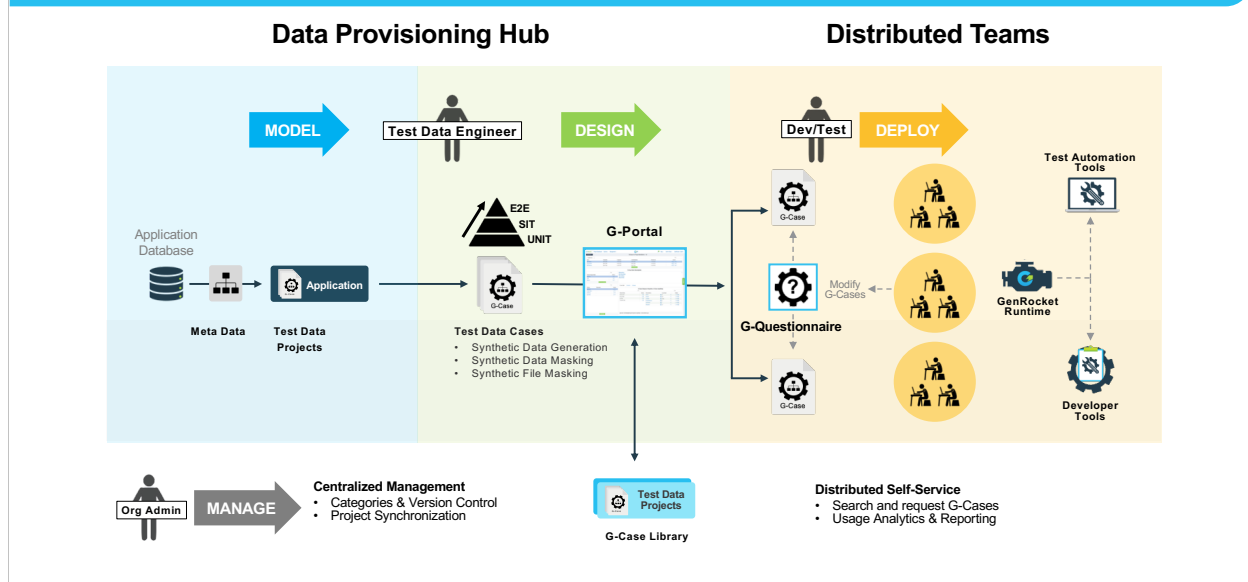 Data Provisioning Hub
Distributed Teams
MODEL
Test Data Engineer
DESIGN
Dev/Test
DEPLOY
Test Automation
Tools
E2E
SIT
UNIT
G-Portal
Application
Database
Application
G-Case
G-Case
Modify
G-Cases
GenRocket
Runtime
Meta Data
Test Data
Projects
Test Data Cases
• Synthetic Data Generation
• Synthetic Data Masking
• Synthetic File Masking
G-Questionnaire
G-Case
Developer
Tools
Org Admin
MANAGE
Centralized Management
• Categories & Version Control
• Project Synchronization
Test Data
Projects
G-Case Library
Distributed Self-Service
• Search and request G-Cases
• Usage Analytics & Reporting